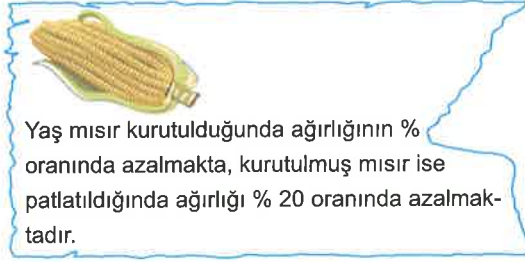 Yaş mısır kurutulduğunda ağırlığının %
oranında azalmakta, kurutulmuş mısır ise
patlatıldığında ağırlığı % 20 oranında azalmak-
tadır.